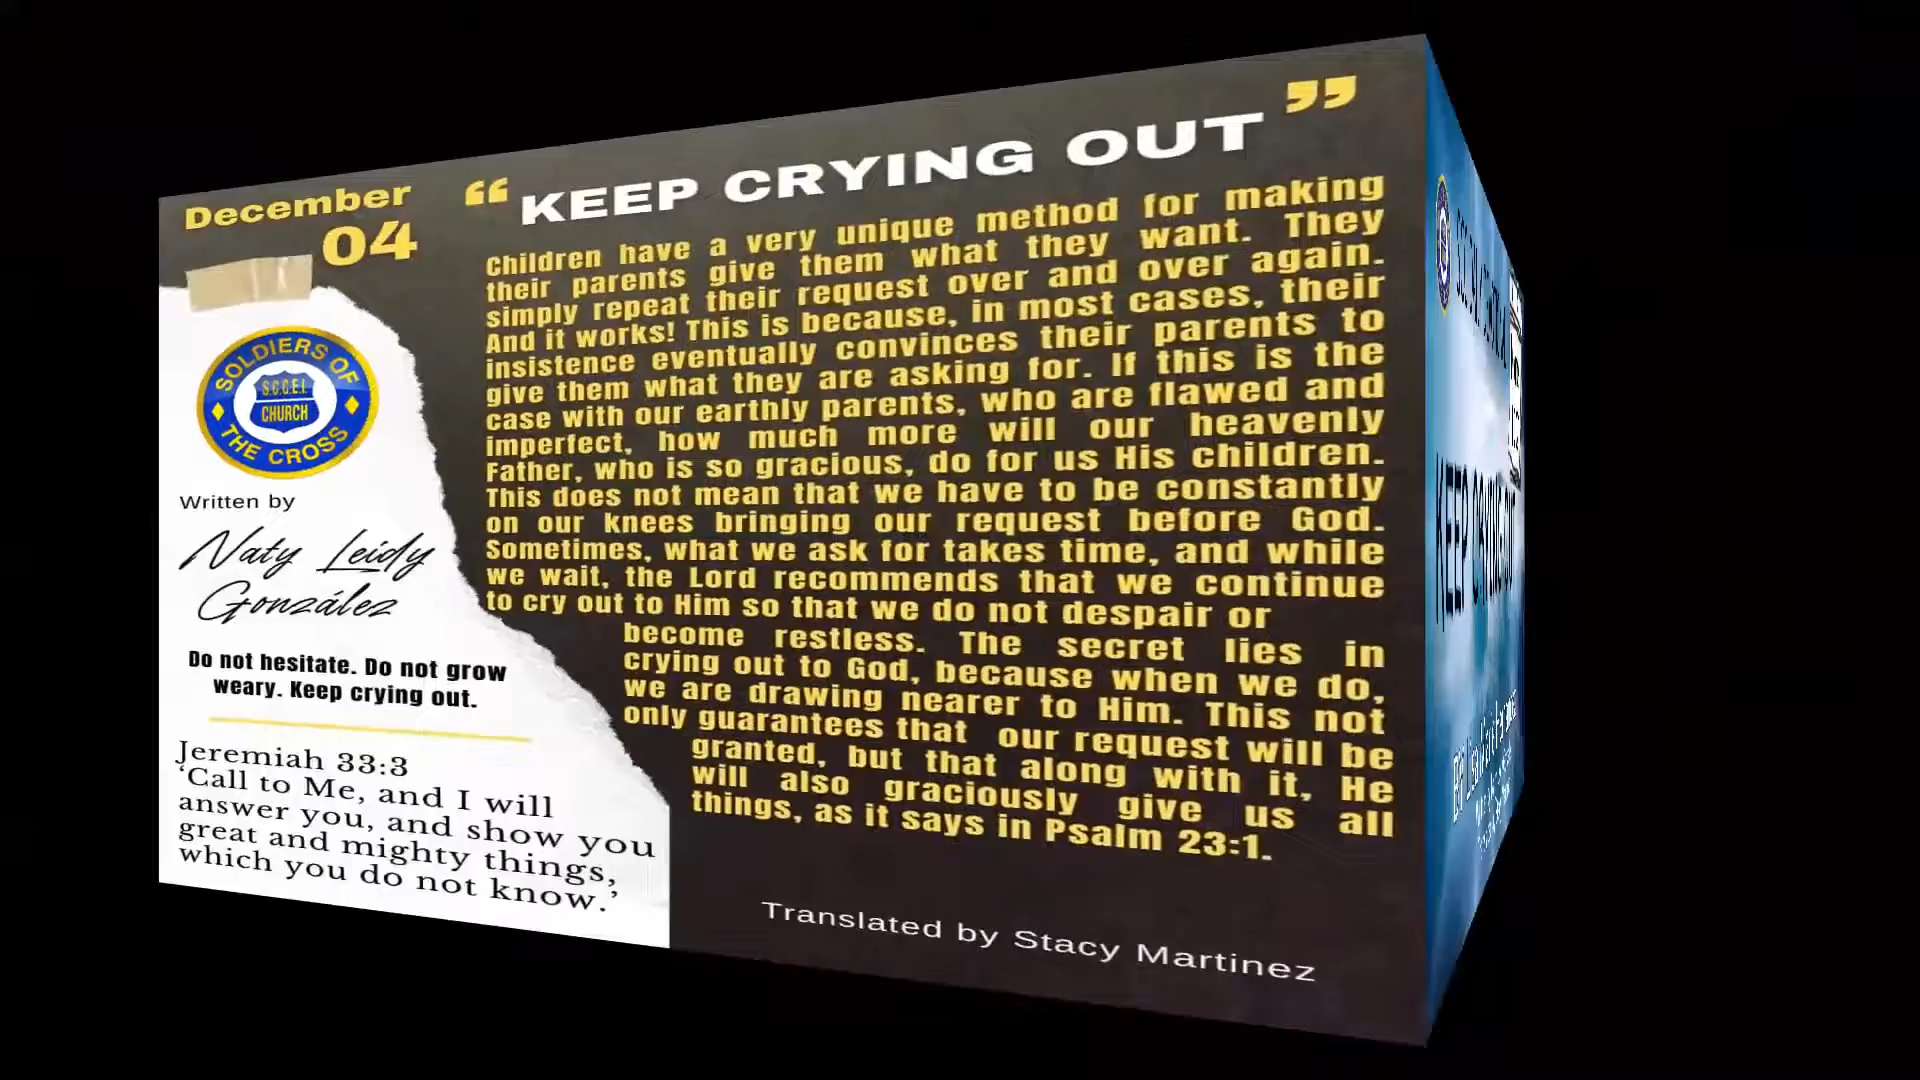 December
04
SOLDIERS OF
S.C.C.E.I.
CHURCH
THE CROSS
Written by
Naty Leidy
González
Do not hesitate. Do not grow
weary. Keep crying out.
Jeremiah 33:3
‘Call to Me, and I will
answer you, and show you
great and mighty things,
which you do not know.’
“KEEP CRYING OUT”
Children have a very unique method for making
their parents give them what they want. They
simply repeat their request over and over again.
And it works! This is because, in most cases, their
insistence eventually convinces their parents to
give them what they are asking for. If this is the
case with our earthly parents, who are flawed and
imperfect, how much more will our heavenly
Father, who is so gracious, do for us His children.
This does not mean that we have to be constantly
on our knees bringing our request before God.
Sometimes, what we ask for takes time, and while
we wait, the Lord recommends that we continue
to cry out to Him so that we do not despair or
become restless. The secret lies in
crying out to God, because when we do,
we are drawing nearer to Him. This not
only guarantees that our request will be
granted, but that along with it, He
will also graciously give us all
things, as it says in Psalm 23:1.
Translated by Stacy Martinez
KEEP CRYING OUT